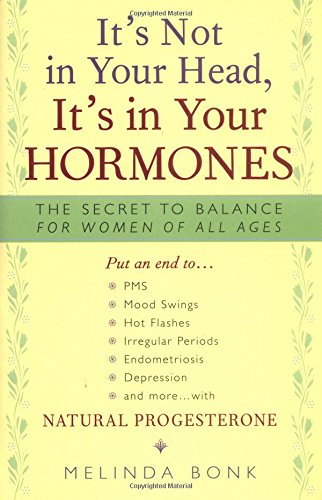 It's Not
in Your Head,
It's in Your
HORMONES
THE SECRET TO BALANCE
FOR WOMEN OF ALL AGES
Put an end to...
PMS
Mood Swings
Hot Flashes
Irregular Periods
Endometriosis
Depression
and more...with
NATURAL PROGESTERONE
MELINDA BONK